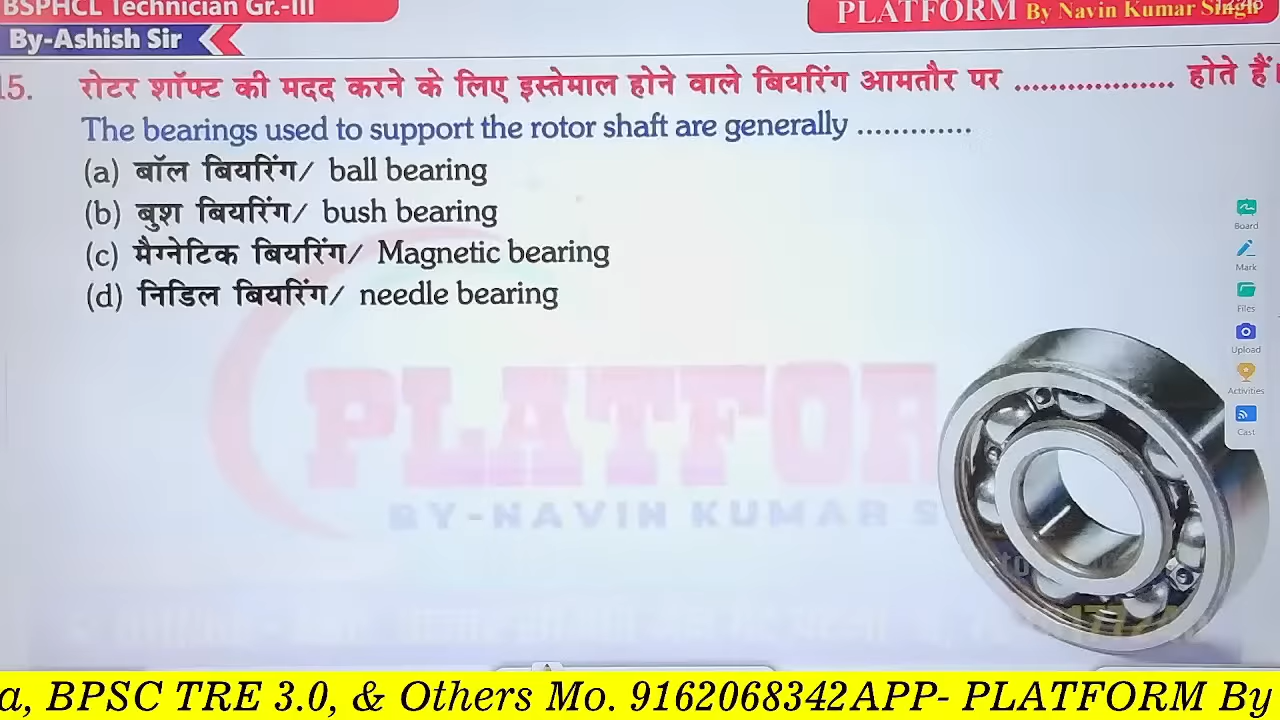 BSPHCL Technician Gr.-III
PLATFORM By Navin Kumar Singh
By-Ashish Sir
15. रोटर शॉफ्ट की मदद करने के लिए इस्तेमाल होने वाले बियरिंग आमतौर पर .................. होते हैं।
The bearings used to support the rotor shaft are generally .............
(a) बॉल बियरिंग/ ball bearing
(b) बुश बियरिंग/ bush bearing
(c) मैग्नेटिक बियरिंग/ Magnetic bearing
(d) निडिल बियरिंग/ needle bearing
Board
Mark
Files
Upload
Activities
Cast
PLATFOR
BY-NAVIN KUMAR S
a, BPSC TRE 3.0, & Others Mo. 9162068342APP- PLATFORM By